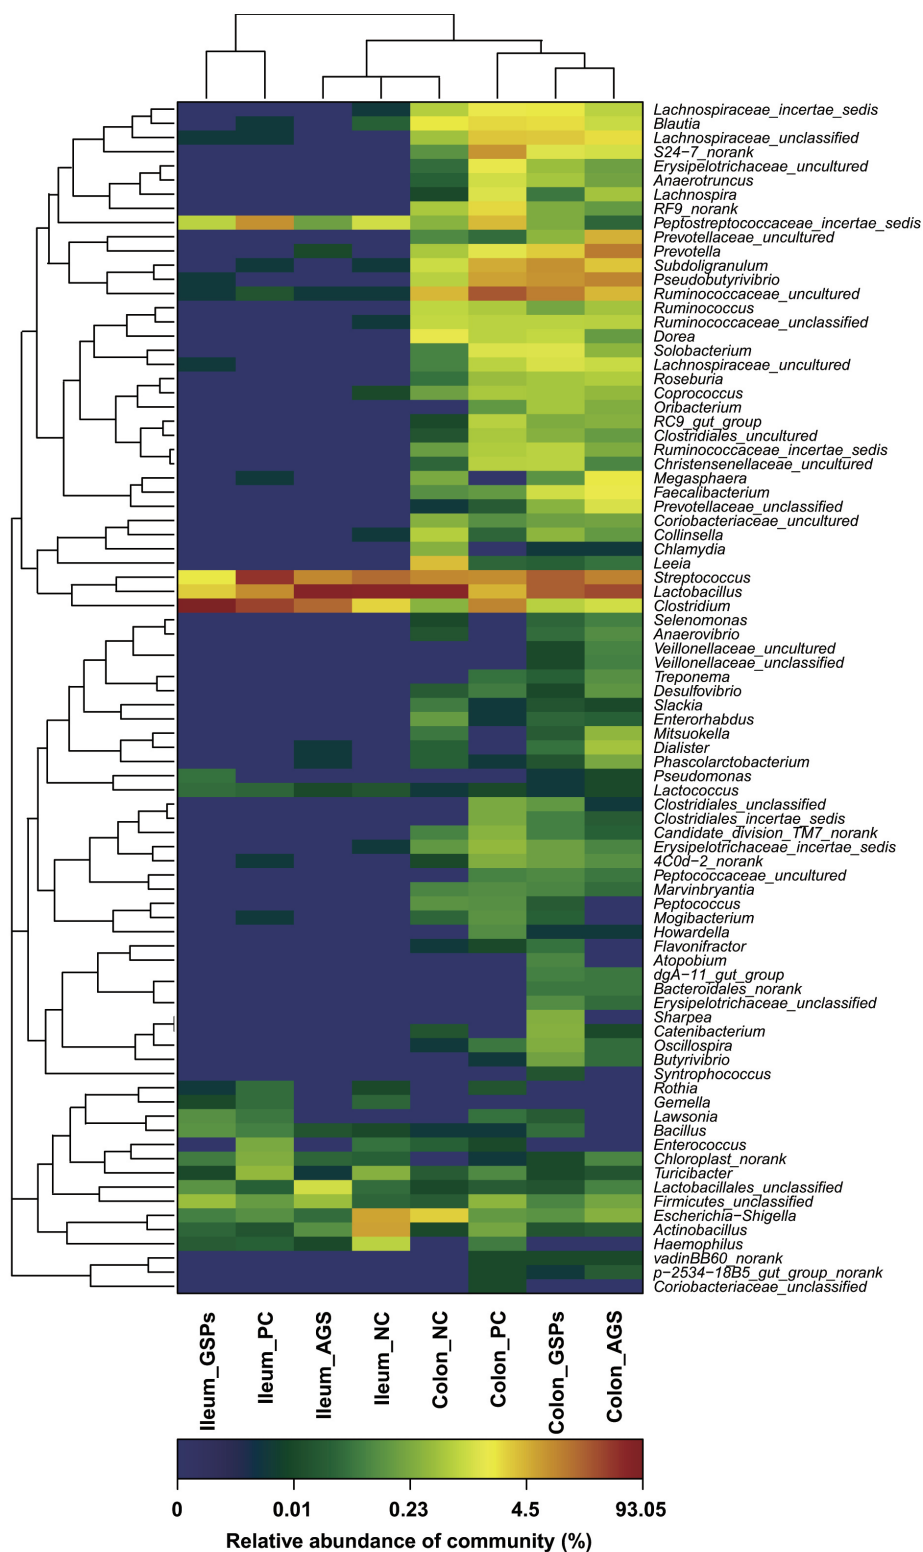 Lachnospiraceae_incertae_sedis
Blautia
Lachnospiraceae_unclassified
S24−7_norank
Erysipelotrichaceae_uncultured
Anaerotruncus
Lachnospira
RF9_norank
Peptostreptococcaceae_incertae_sedis
Prevotellaceae_uncultured
Prevotella
Subdoligranulum
Pseudobutyrivibrio
Ruminococcaceae_uncultured
Ruminococcus
Ruminococcaceae_unclassified
Dorea
Solobacterium
Lachnospiraceae_uncultured
Roseburia
Coprococcus
Oribacterium
RC9_gut_group
Clostridiales_uncultured
Ruminococcaceae_incertae_sedis
Christensenellaceae_uncultured
Megasphaera
Faecalibacterium
Prevotellaceae_unclassified
Coriobacteriaceae_uncultured
Collinsella
Chlamydia
Leeia
Streptococcus
Lactobacillus
Clostridium
Selenomonas
Anaerovibrio
Veillonellaceae_uncultured
Veillonellaceae_unclassified
Treponema
Desulfovibrio
Slackia
Enterorhabdus
Mitsuokella
Dialister
Phascolarctobacterium
Pseudomonas
Lactococcus
Clostridiales_unclassified
Clostridiales_incertae_sedis
Candidate_division_TM7_norank
Erysipelotrichaceae_incertae_sedis
4C0d−2_norank
Peptococcaceae_uncultured
Marvinbryantia
Peptococcus
Mogibacterium
Howardella
Flavonifractor
Atopobium
dgA−11_gut_group
Bacteroidales_norank
Erysipelotrichaceae_unclassified
Sharpea
Catenibacterium
Oscillospira
Butyrivibrio
Syntrophococcus
Rothia
Gemella
Lawsonia
Bacillus
Enterococcus
Chloroplast_norank
Turicibacter
Lactobacillales_unclassified
Firmicutes_unclassified
Escherichia−Shigella
Actinobacillus
Haemophilus
vadinBB60_norank
p−2534−18B5_gut_group_norank
Coriobacteriaceae_unclassified
Ileum_GSPs
Ileum_PC
Ileum_AGS
Ileum_NC
Colon_NC
Colon_PC
Colon_GSPs
Colon_AGS
0 0.01 0.23 4.5 93.05
Relative abundance of community (%)